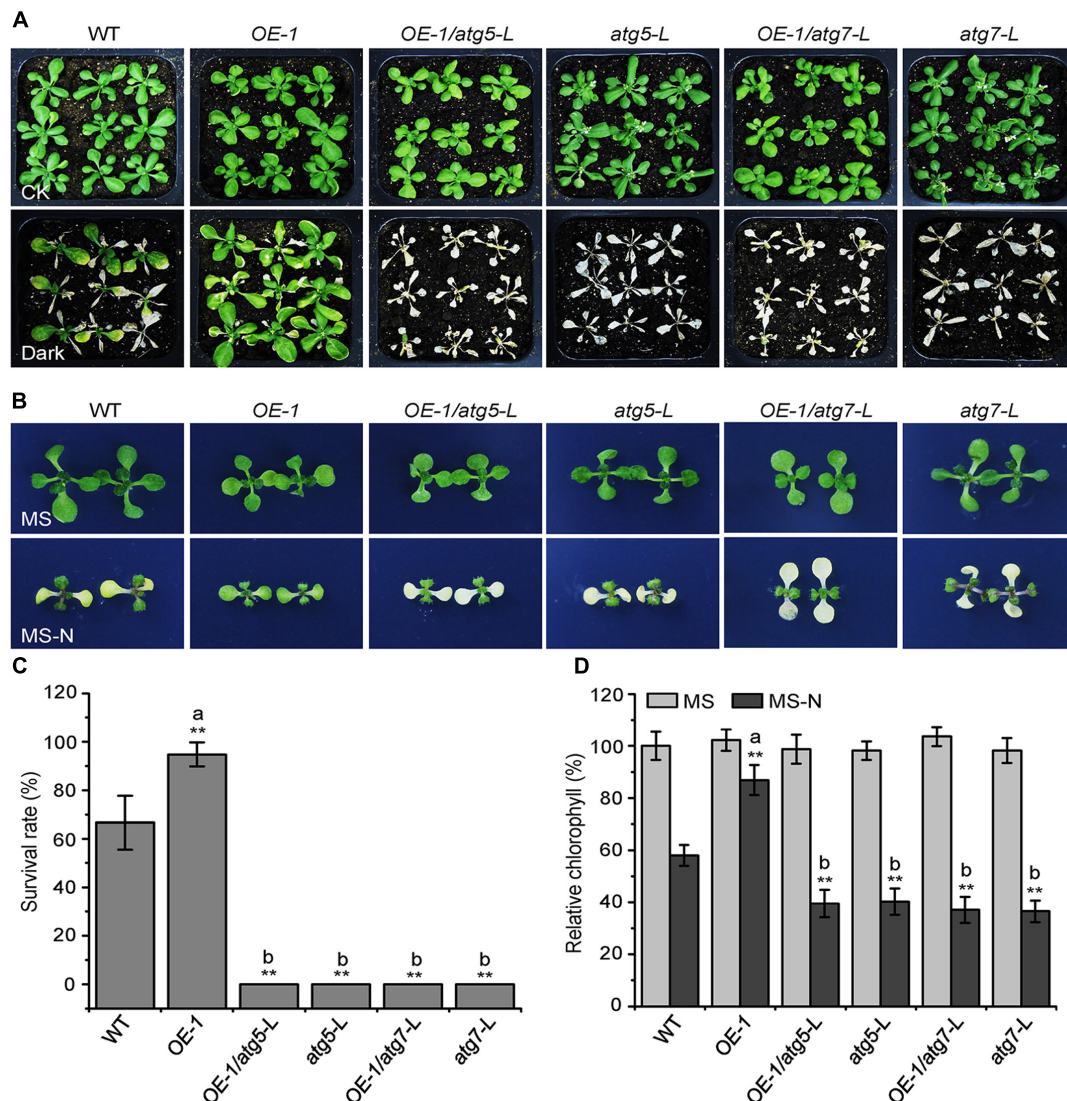 A
WT OE-1 OE-1/atg5-L atg5-L OE-1/atg7-L atg7-L
CK
Dark
B
WT OE-1 OE-1/atg5-L atg5-L OE-1/atg7-L atg7-L
MS
MS-N
C
Survival rate (%)
120
100
80
60
40
20
0
a
**
b
**
b
**
b
**
b
**
WT OE-1 OE-1/atg5-L atg5-L OE-1/atg7-L atg7-L
D
Relative chlorophyll (%)
120
100
80
60
40
20
0
MS MS-N
a
**
b
**
b
**
b
**
b
**
WT OE-1 OE-1/atg5-L atg5-L OE-1/atg7-L atg7-L